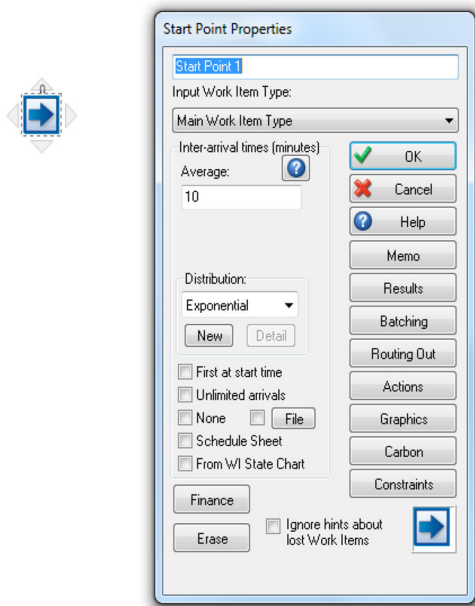 Start Point Properties
Start Point 1
Input Work Item Type:
Main Work Item Type
Inter-arrival times (minutes)
Average:
10
Distribution:
Exponential
New Detail
First at start time
Unlimited arrivals
None File
Schedule Sheet
From WI State Chart
Finance
Erase
OK
Cancel
Help
Memo
Results
Batching
Routing Out
Actions
Graphics
Carbon
Constraints
Ignore hints about
lost Work Items
0